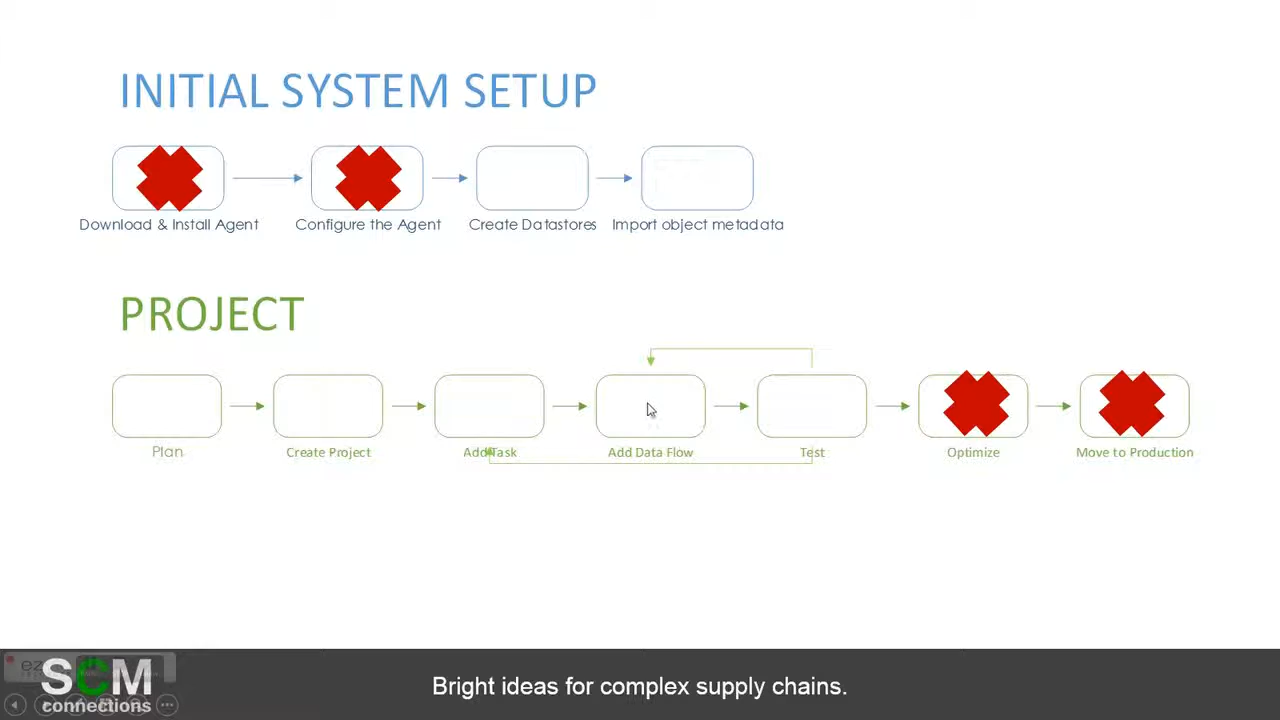 INITIAL SYSTEM SETUP
Download & Install Agent
Configure the Agent
Create Datastores
Import object metadata
PROJECT
Plan
Create Project
Add Task
Add Data Flow
Test
Optimize
Move to Production
SCM
connections
Bright ideas for complex supply chains.